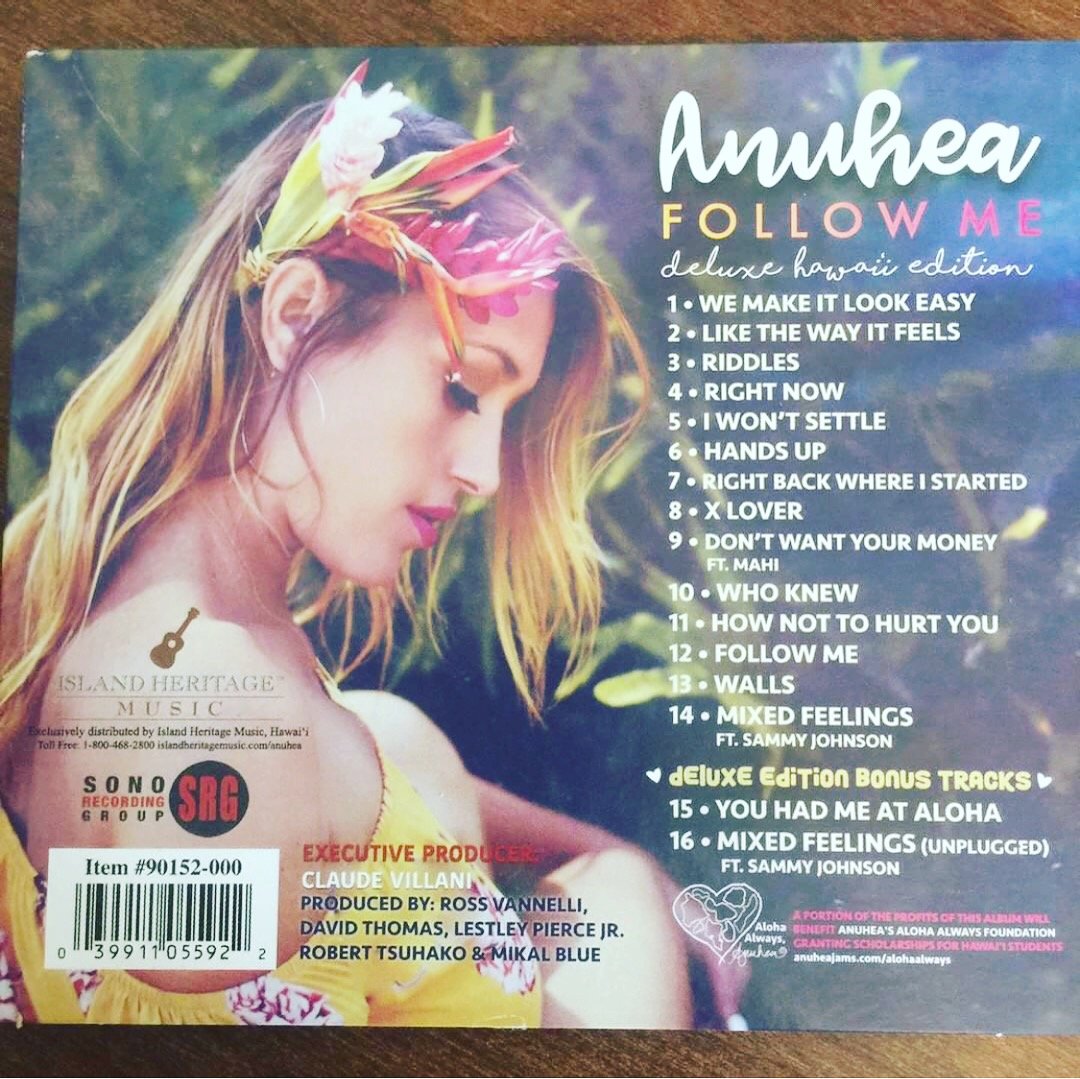 Anuhea
FOLLOW ME
deluxe hawaii edition
1 • WE MAKE IT LOOK EASY
2 • LIKE THE WAY IT FEELS
3 • RIDDLES
4 • RIGHT NOW
5 • I WON'T SETTLE
6 • HANDS UP
7 • RIGHT BACK WHERE I STARTED
8 • X LOVER
9 • DON'T WANT YOUR MONEY
FT. MAHI
10 • WHO KNEW
11 • HOW NOT TO HURT YOU
12 • FOLLOW ME
13 • WALLS
14 • MIXED FEELINGS
FT. SAMMY JOHNSON
DELUXE EDITION BONUS TRACKS
15 • YOU HAD ME AT ALOHA
16 • MIXED FEELINGS (UNPLUGGED)
FT. SAMMY JOHNSON
Aloha
Always,
Anuhea
A PORTION OF THE PROFITS OF THIS ALBUM WILL
BENEFIT ANUHEA'S ALOHA ALWAYS FOUNDATION
GRANTING SCHOLARSHIPS FOR HAWAI'I STUDENTS
anuheajams.com/alohaalways
ISLAND HERITAGE™
MUSIC
Exclusively distributed by Island Heritage Music, Hawai'i
Toll Free: 1-800-468-2800 islandheritagemusic.com/anuhea
SONO
RECORDING
GROUP
SRG
Item #90152-000
0 39911 05592 2
EXECUTIVE PRODUCER:
CLAUDE VILLANI
PRODUCED BY: ROSS VANNELLI,
DAVID THOMAS, LESTLEY PIERCE JR.
ROBERT TSUHAKO & MIKAL BLUE